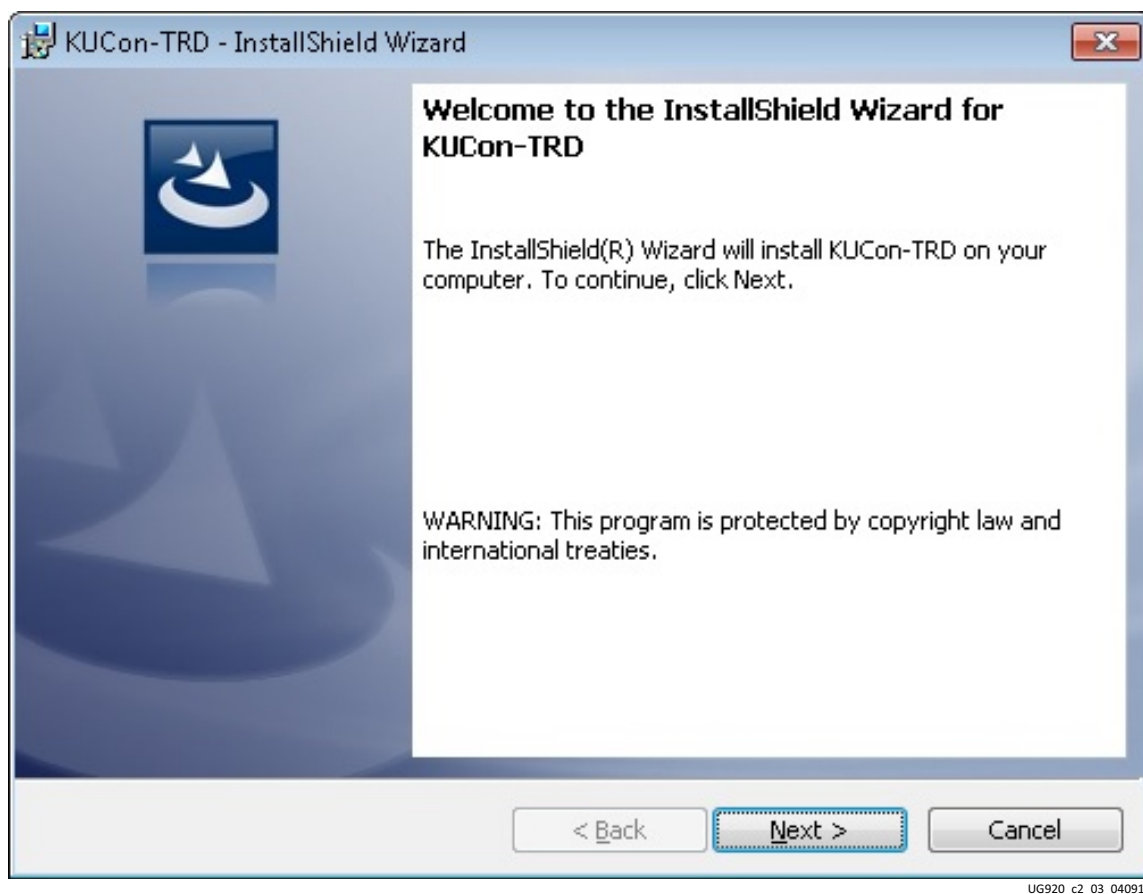 KUCon-TRD - InstallShield Wizard
Welcome to the InstallShield Wizard for
KUCon-TRD
The InstallShield(R) Wizard will install KUCon-TRD on your
computer. To continue, click Next.
WARNING: This program is protected by copyright law and
international treaties.
< Back
Next >
Cancel
UG920_c2_03_04091